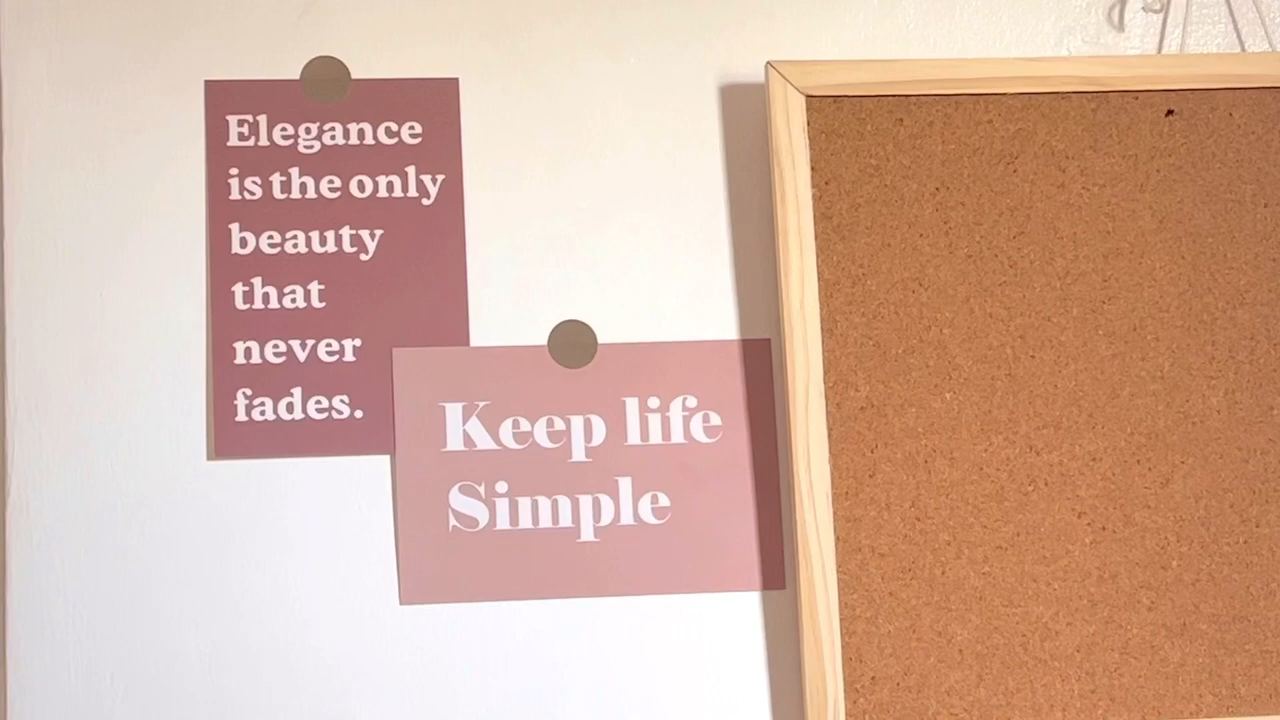 Elegance
is the only
beauty
that
never
fades.
Keep life
Simple